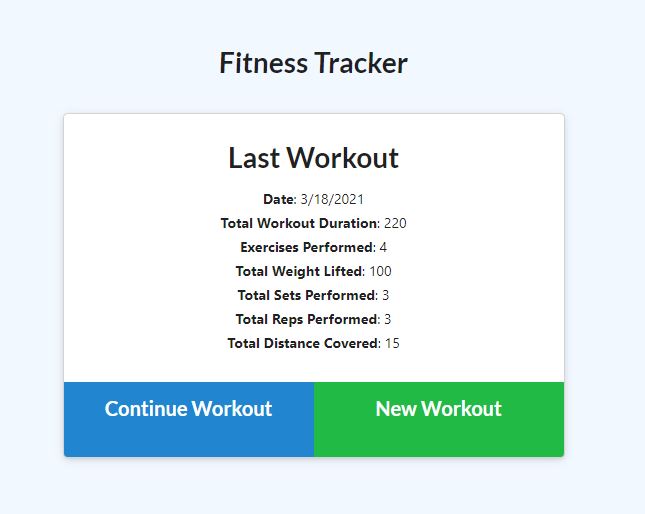 Fitness Tracker
Last Workout
Date: 3/18/2021
Total Workout Duration: 220
Exercises Performed: 4
Total Weight Lifted: 100
Total Sets Performed: 3
Total Reps Performed: 3
Total Distance Covered: 15
Continue Workout
New Workout